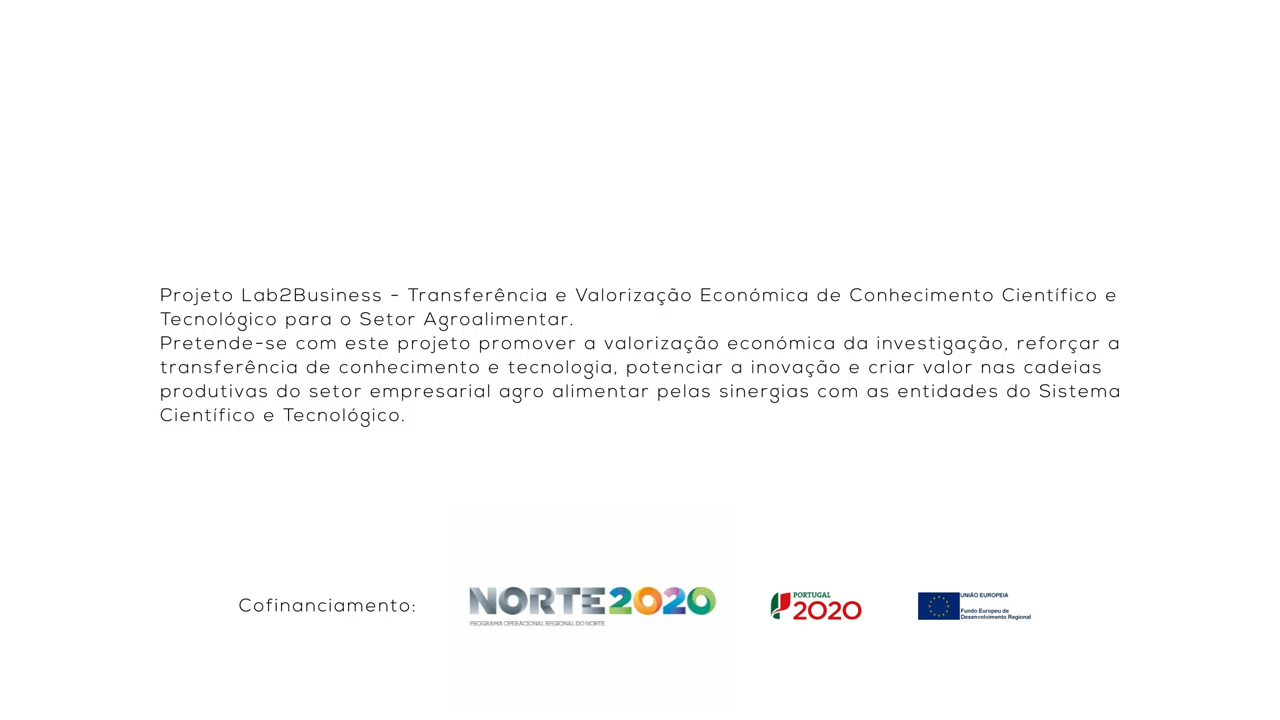 Projeto Lab2Business - Transferência e Valorização Económica de Conhecimento Científico e
Tecnológico para o Setor Agroalimentar.
Pretende-se com este projeto promover a valorização económica da investigação, reforçar a
transferência de conhecimento e tecnologia, potenciar a inovação e criar valor nas cadeias
produtivas do setor empresarial agro alimentar pelas sinergias com as entidades do Sistema
Científico e Tecnológico.
Cofinanciamento:
NORTE2020
PROGRAMA OPERACIONAL REGIONAL DO NORTE
PORTUGAL
2020
UNIÃO EUROPEIA
Fundo Europeu de
Desenvolvimento Regional